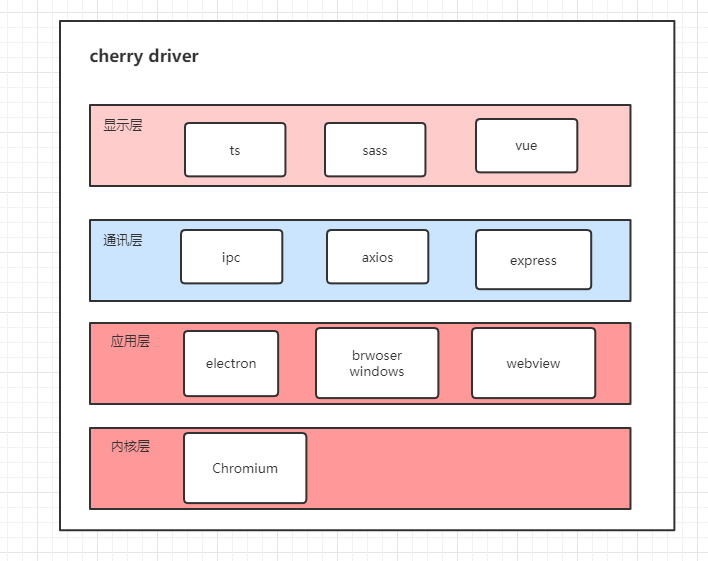 cherry driver
显示层
ts
sass
vue
通讯层
ipc
axios
express
应用层
electron
brwoser
windows
webview
内核层
Chromium